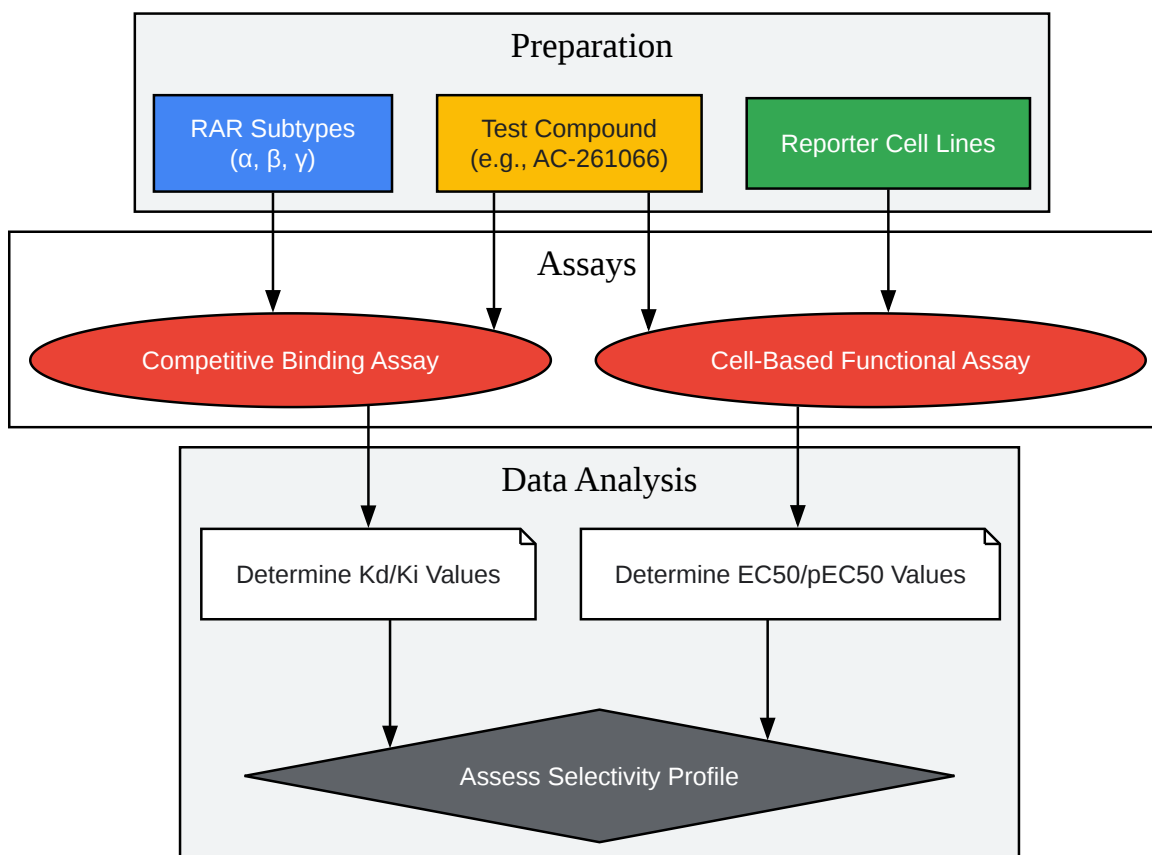 Preparation
RAR Subtypes
(α, β, γ)
Test Compound
(e.g., AC-261066)
Reporter Cell Lines
Assays
Competitive Binding Assay
Cell-Based Functional Assay
Data Analysis
Determine Kd/Ki Values
Determine EC50/pEC50 Values
Assess Selectivity Profile